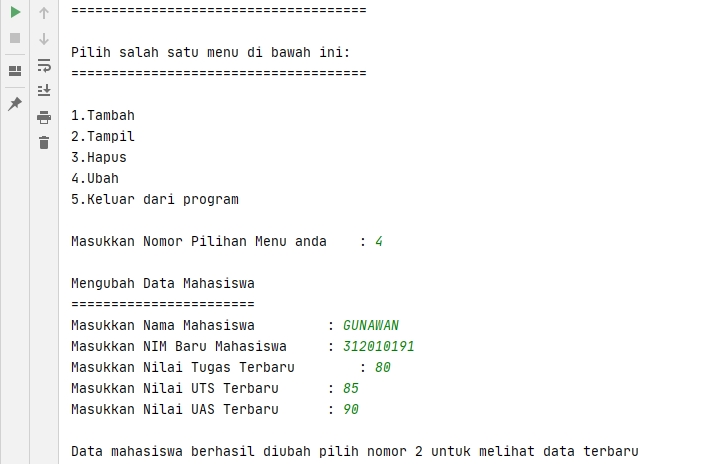 =====================================
Pilih salah satu menu di bawah ini:
=====================================
1.Tambah
2.Tampil
3.Hapus
4.Ubah
5.Keluar dari program
Masukkan Nomor Pilihan Menu anda    : 4
Mengubah Data Mahasiswa
=======================
Masukkan Nama Mahasiswa         : GUNAWAN
Masukkan NIM Baru Mahasiswa     : 312010191
Masukkan Nilai Tugas Terbaru        : 80
Masukkan Nilai UTS Terbaru      : 85
Masukkan Nilai UAS Terbaru      : 90
Data mahasiswa berhasil diubah pilih nomor 2 untuk melihat data terbaru